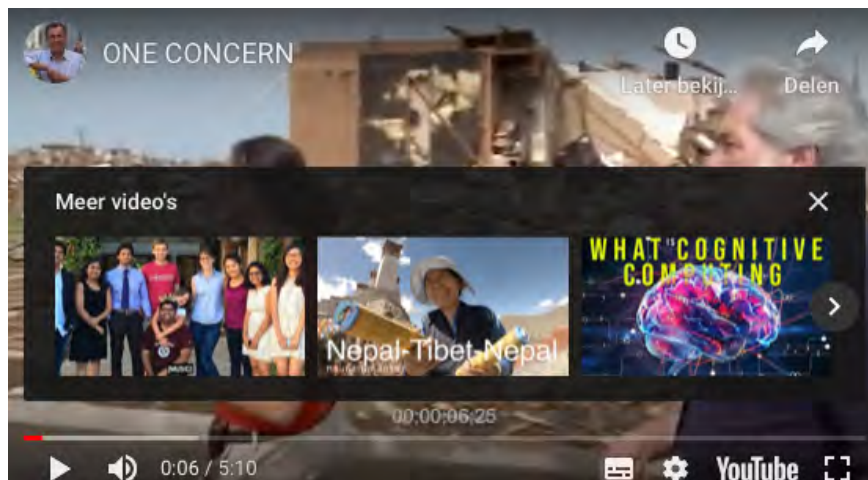 ONE CONCERN
Later bekij...
Delen
Meer video's
WHAT IS COGNITIVE
COMPUTING
Nepal-Tibet-Nepal
00;00;06;25
0:06 / 5:10
YouTube